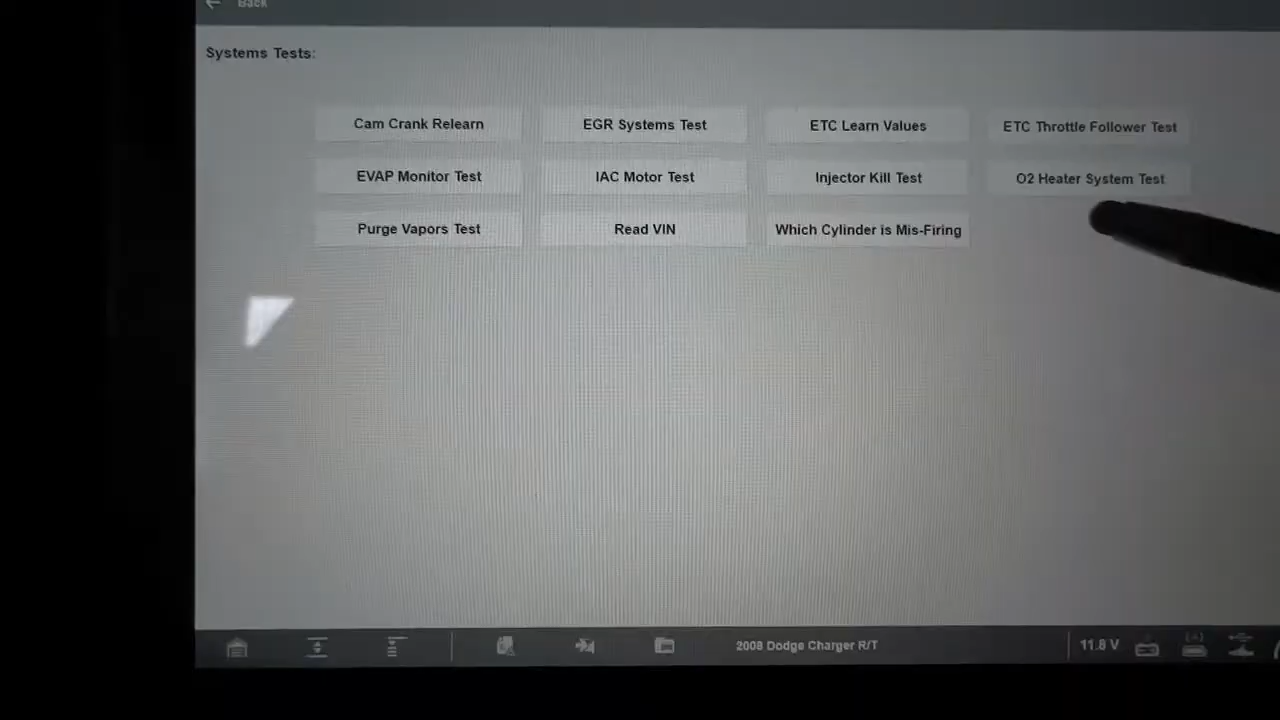 Back
Systems Tests:
Cam Crank Relearn
EGR Systems Test
ETC Learn Values
ETC Throttle Follower Test
EVAP Monitor Test
IAC Motor Test
Injector Kill Test
O2 Heater System Test
Purge Vapors Test
Read VIN
Which Cylinder is Mis-Firing
2008 Dodge Charger R/T
11.8 V